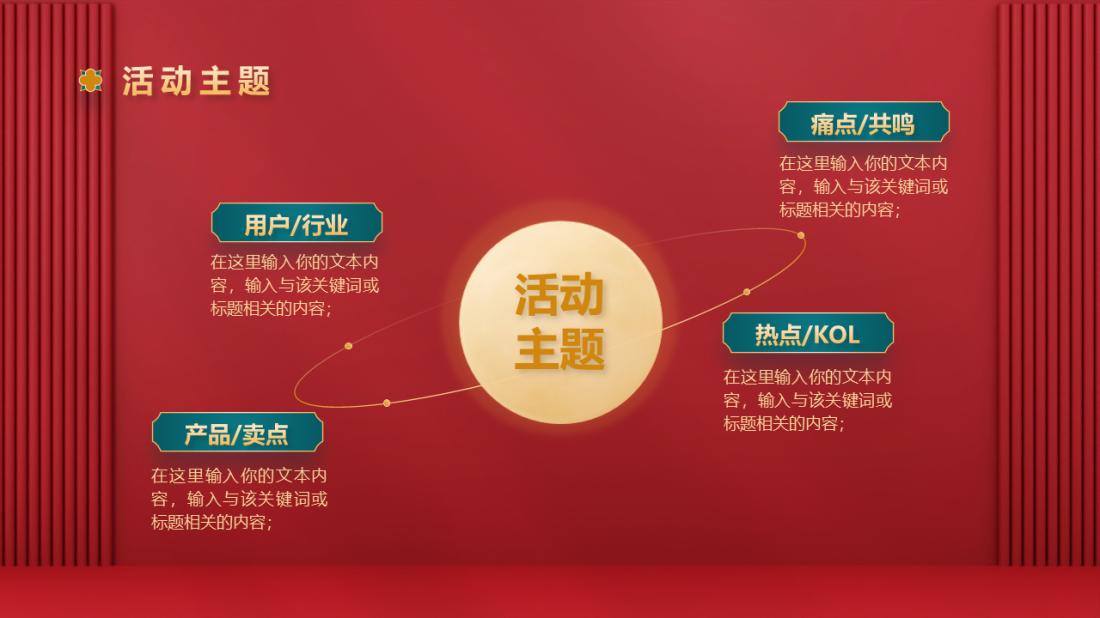 活动主题
痛点/共鸣
在这里输入你的文本内
容，输入与该关键词或
标题相关的内容；
用户/行业
在这里输入你的文本内
容，输入与该关键词或
标题相关的内容；
活动
主题
热点/KOL
在这里输入你的文本内
容，输入与该关键词或
标题相关的内容；
产品/卖点
在这里输入你的文本内
容，输入与该关键词或
标题相关的内容；